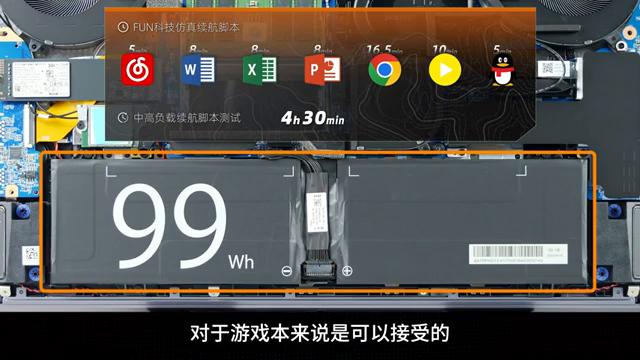 FUN科技仿真续航脚本
5min 8min 8min 8min 16.5min 10min 5min
W X P
中高负载续航脚本测试 4h30min
99Wh
对于游戏本来说是可以接受的